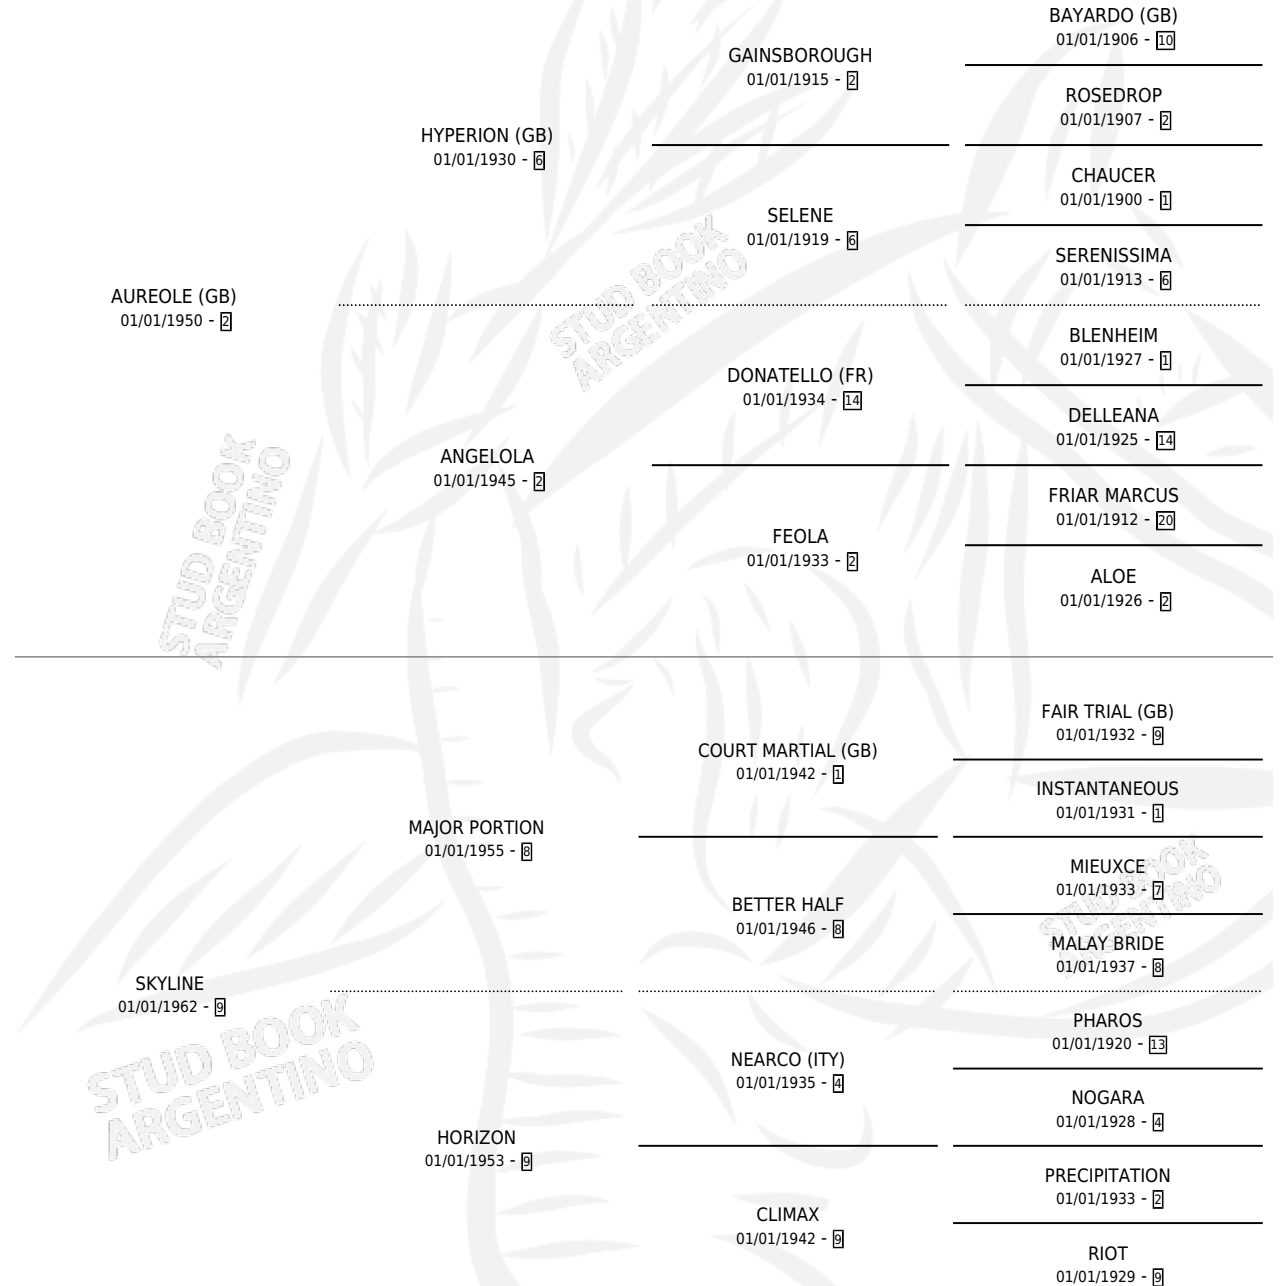 AUREOLE (GB)
01/01/1950 - 2
HYPERION (GB)
01/01/1930 - 6
ANGELOLA
01/01/1945 - 2
GAINSBOROUGH
01/01/1915 - 2
SELENE
01/01/1919 - 6
DONATELLO (FR)
01/01/1934 - 14
FEOLA
01/01/1933 - 2
BAYARDO (GB)
01/01/1906 - 10
ROSEDROP
01/01/1907 - 2
CHAUCER
01/01/1900 - 1
SERENISSIMA
01/01/1913 - 6
BLENHEIM
01/01/1927 - 1
DELLEANA
01/01/1925 - 14
FRIAR MARCUS
01/01/1912 - 20
ALOE
01/01/1926 - 2
SKYLINE
01/01/1962 - 9
MAJOR PORTION
01/01/1955 - 8
HORIZON
01/01/1953 - 9
COURT MARTIAL (GB)
01/01/1942 - 1
BETTER HALF
01/01/1946 - 8
NEARCO (ITY)
01/01/1935 - 4
CLIMAX
01/01/1942 - 9
FAIR TRIAL (GB)
01/01/1932 - 9
INSTANTANEOUS
01/01/1931 - 1
MIEUXCE
01/01/1933 - 7
MALAY BRIDE
01/01/1937 - 8
PHAROS
01/01/1920 - 13
NOGARA
01/01/1928 - 4
PRECIPITATION
01/01/1933 - 2
RIOT
01/01/1929 - 9
STUD BOOK
ARGENTINO
STUD BOOK
ARGENTINO
STUD BOOK
ARGENTINO
STUD BOOK
ARGENTINO